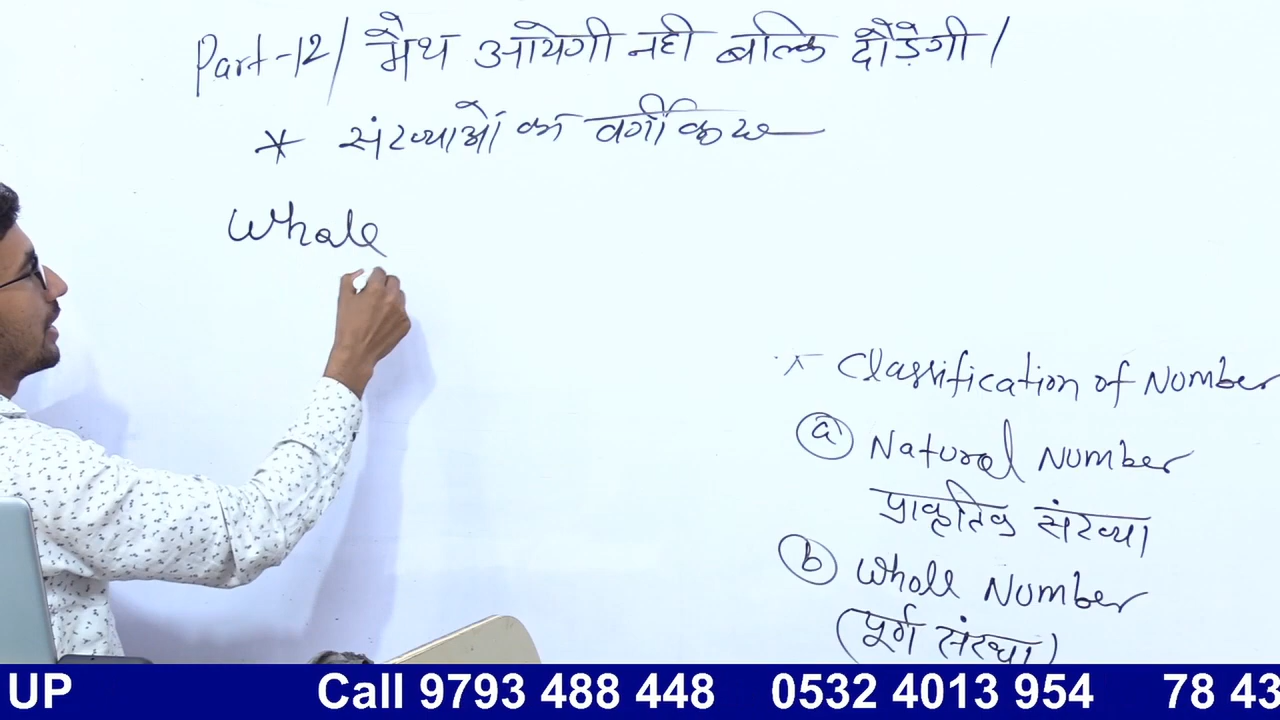 Part-12/ मैथ आयेगी नही बल्कि दौड़ेगी /
* संख्याओं का वर्गीकरण
Whole
* Classification of Number
(a) Natural Number
प्राकृतिक संख्या
(b) Whole Number
(पूर्ण संख्या)
UP Call 9793 488 448 0532 4013 954 78 43